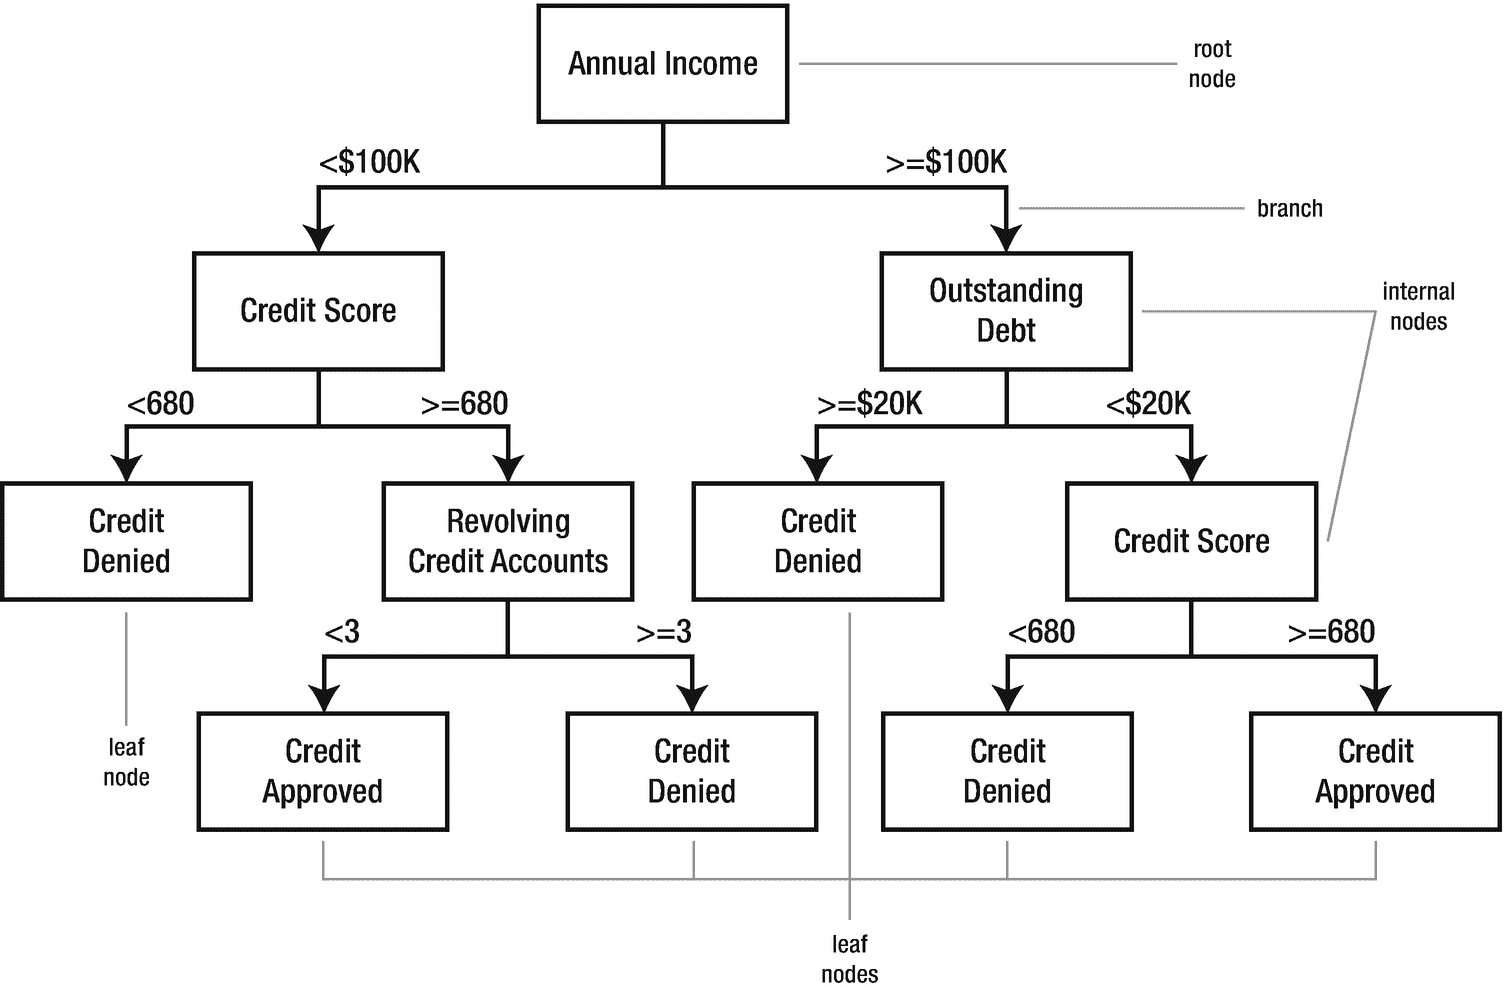 Annual Income
root
node
<$100K
>=$100K
branch
Credit Score
Outstanding
Debt
internal
nodes
<680
>=680
>=$20K
<$20K
Credit
Denied
Revolving
Credit Accounts
Credit
Denied
Credit Score
<3
>=3
<680
>=680
leaf
node
Credit
Approved
Credit
Denied
Credit
Denied
Credit
Approved
leaf
nodes